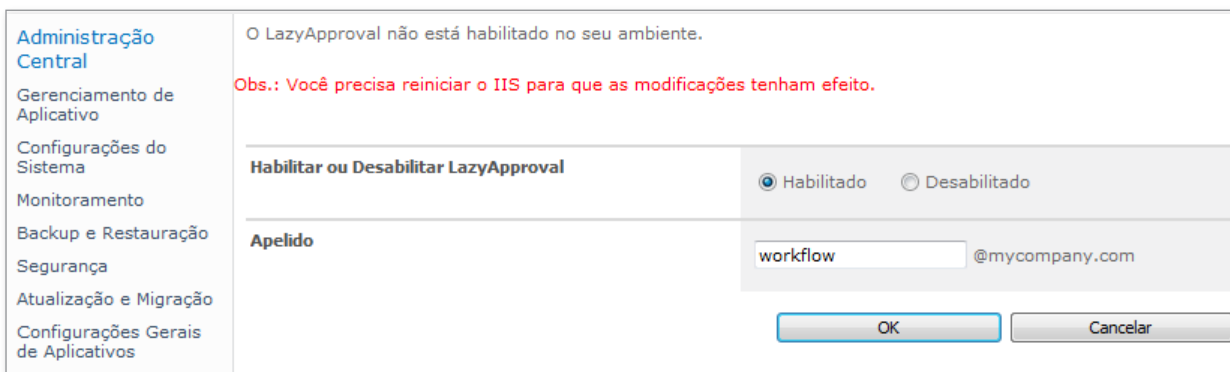 Administração
Central
Gerenciamento de
Aplicativo
Configurações do
Sistema
Monitoramento
Backup e Restauração
Segurança
Atualização e Migração
Configurações Gerais
de Aplicativos
O LazyApproval não está habilitado no seu ambiente.
Obs.: Você precisa reiniciar o IIS para que as modificações tenham efeito.
Habilitar ou Desabilitar LazyApproval
Habilitado Desabilitado
Apelido
workflow @mycompany.com
OK Cancelar